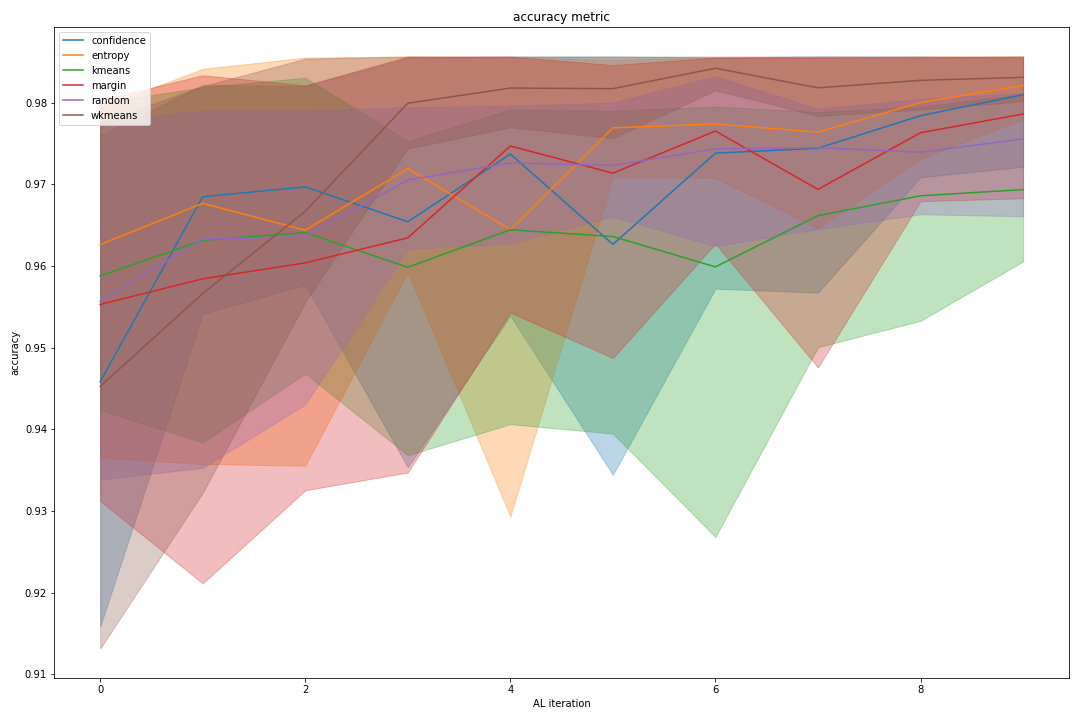 accuracy metric
confidence
entropy
kmeans
margin
random
wkmeans
accuracy
0.98
0.97
0.96
0.95
0.94
0.93
0.92
0.91
0 2 4 6 8
AL iteration